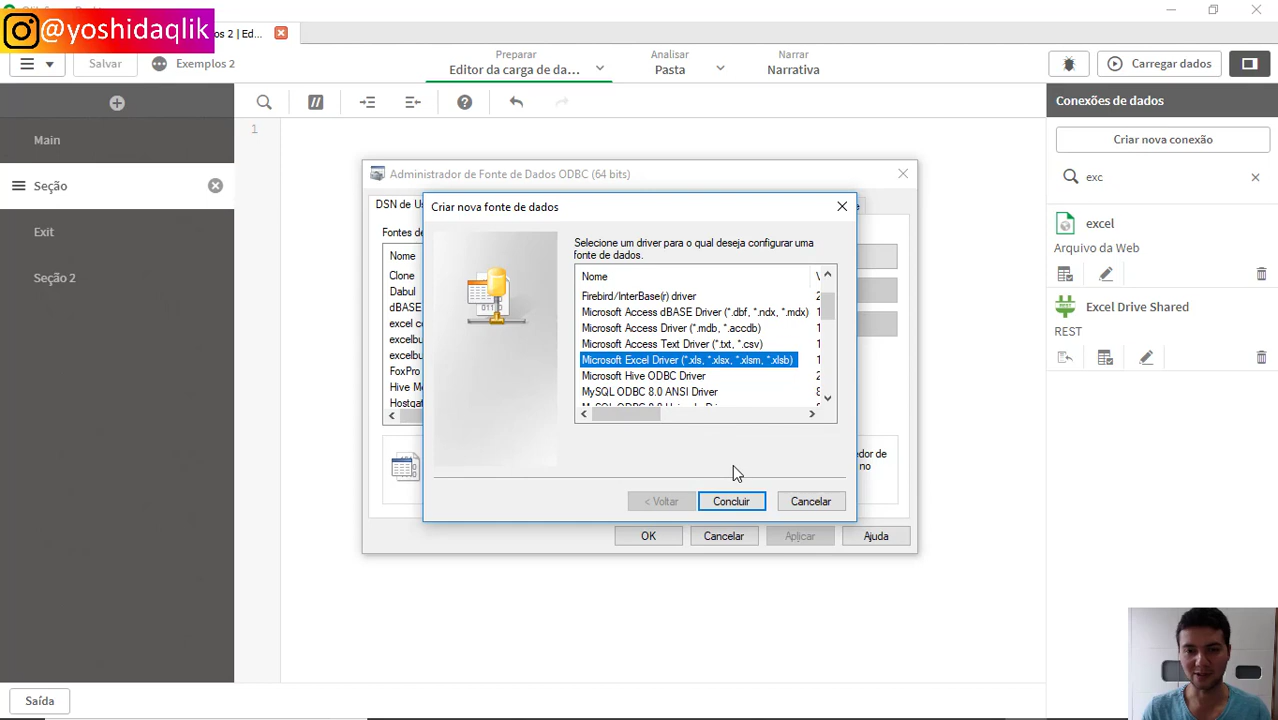 @yoshidaqlik
os 2 | Ed...
Salvar
Exemplos 2
Preparar
Editor da carga de da...
Analisar
Pasta
Narrar
Narrativa
Carregar dados
Main
Seção
Exit
Seção 2
Saída
1
Conexões de dados
Criar nova conexão
exc
excel
Arquivo da Web
Excel Drive Shared
REST
Administrador de Fonte de Dados ODBC (64 bits)
DSN de Us
Fontes de
Nome
Clone
Dabul
dBASE
excel c
excelbu
excelbu
FoxPro
Hive M
Hostga
edor de
no
OK
Cancelar
Aplicar
Ajuda
Criar nova fonte de dados
Selecione um driver para o qual deseja configurar uma
fonte de dados.
Nome
Firebird/InterBase(r) driver
Microsoft Access dBASE Driver (*.dbf, *.ndx, *.mdx)
Microsoft Access Driver (*.mdb, *.accdb)
Microsoft Access Text Driver (*.txt, *.csv)
Microsoft Excel Driver (*.xls, *.xlsx, *.xlsm, *.xlsb)
Microsoft Hive ODBC Driver
MySQL ODBC 8.0 ANSI Driver
< Voltar
Concluir
Cancelar